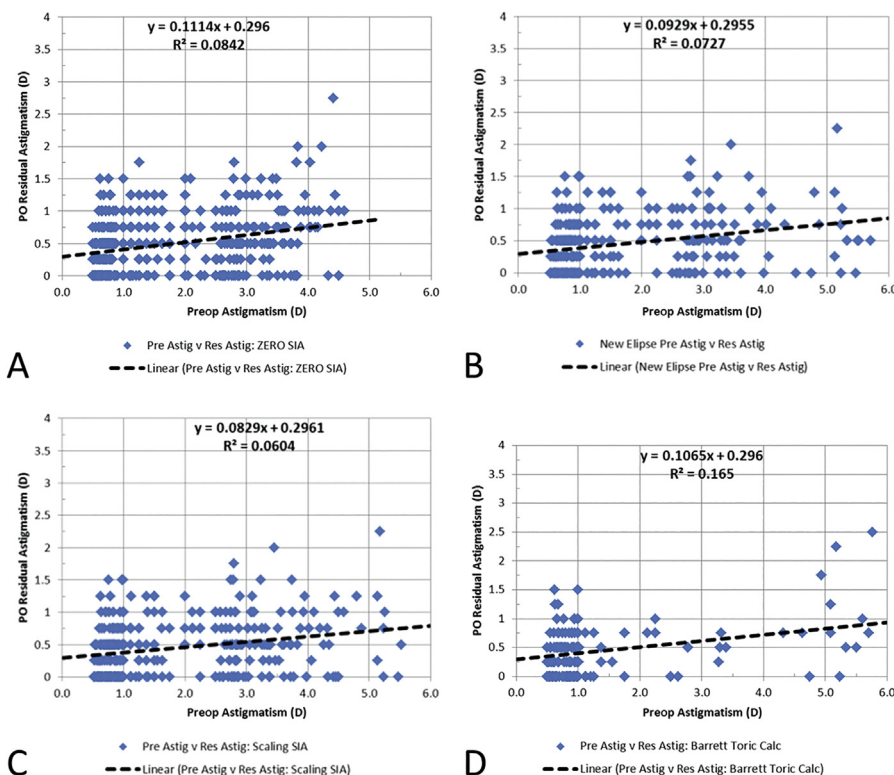 y = 0.1114x + 0.296
R² = 0.0842
PO Residual Astigmatism (D)
4
3.5
3
2.5
2
1.5
1
0.5
0
0.0 1.0 2.0 3.0 4.0 5.0 6.0
Preop Astigmatism (D)
Pre Astig v Res Astig: ZERO SIA
Linear (Pre Astig v Res Astig: ZERO SIA)
A
y = 0.0929x + 0.2955
R² = 0.0727
PO Residual Astigmatism (D)
4
3.5
3
2.5
2
1.5
1
0.5
0
0.0 1.0 2.0 3.0 4.0 5.0 6.0
Preop Astigmatism (D)
New Elipse Pre Astig v Res Astig
Linear (New Elipse Pre Astig v Res Astig)
B
y = 0.0829x + 0.2961
R² = 0.0604
PO Residual Astigmatism (D)
4
3.5
3
2.5
2
1.5
1
0.5
0
0.0 1.0 2.0 3.0 4.0 5.0 6.0
Preop Astigmatism (D)
Pre Astig v Res Astig: Scaling SIA
Linear (Pre Astig v Res Astig: Scaling SIA)
C
y = 0.1065x + 0.296
R² = 0.165
PO Residual Astigmatism (D)
4
3.5
3
2.5
2
1.5
1
0.5
0
0.0 1.0 2.0 3.0 4.0 5.0 6.0
Preop Astigmatism (D)
Pre Astig v Res Astig: Barrett Toric Calc
Linear (Pre Astig v Res Astig: Barrett Toric Calc)
D